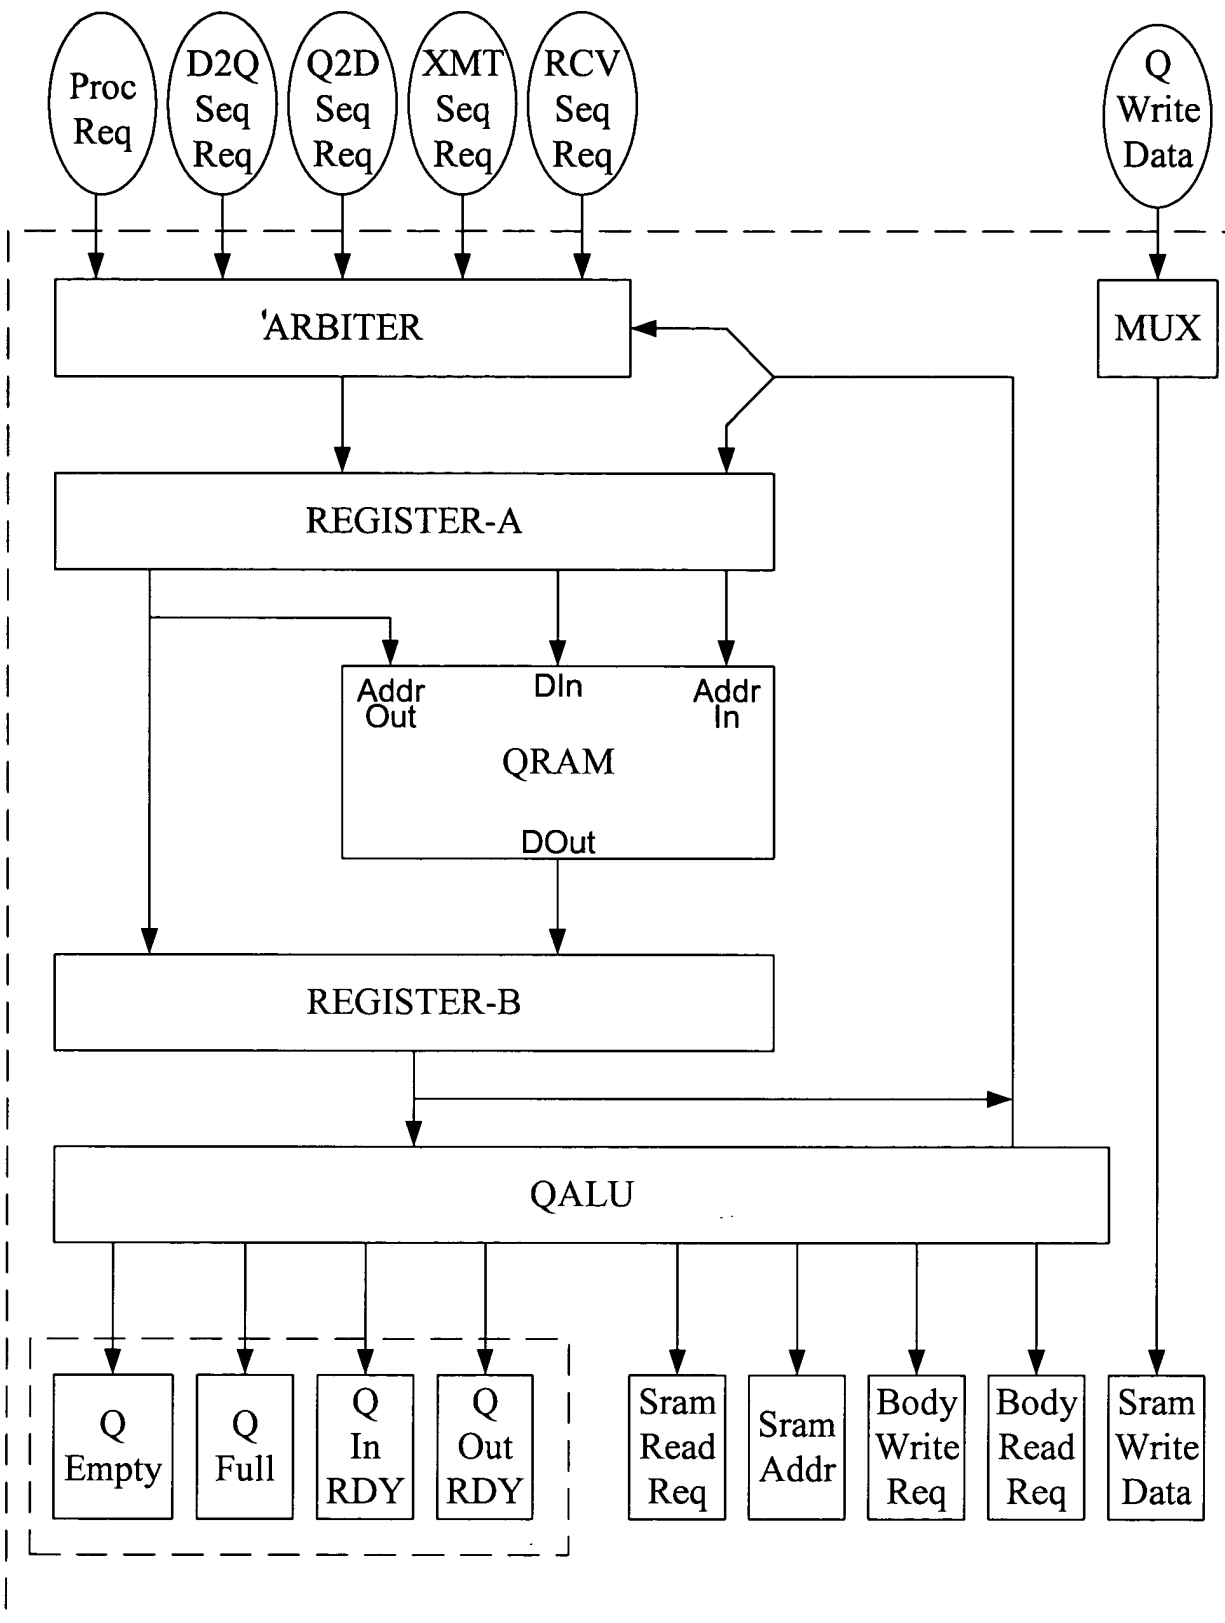 Proc
Req
D2Q
Seq
Req
Q2D
Seq
Req
XMT
Seq
Req
RCV
Seq
Req
Q
Write
Data
ARBITER
MUX
REGISTER-A
Addr
Out
DIn
Addr
In
QRAM
DOut
REGISTER-B
QALU
Q
Empty
Q
Full
Q
In
RDY
Q
Out
RDY
Sram
Read
Req
Sram
Addr
Body
Write
Req
Body
Read
Req
Sram
Write
Data